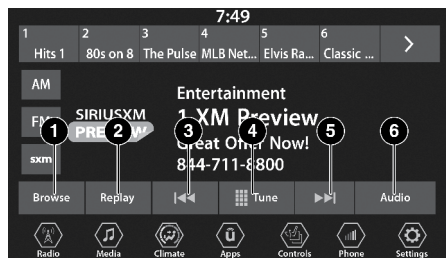 7:49
1 2 3 4 5 6
Hits 1 80s on 8 The Pulse MLB Net... Elvis Ra... Classic ...
AM
Entertainment
FM SIRIUSXM 1 XM Preview
PREVIEW Great Offer Now!
sxm 844-711-8800
1 2 3 4 5 6
Browse Replay Tune Audio
Radio Media Climate Apps Controls Phone Settings